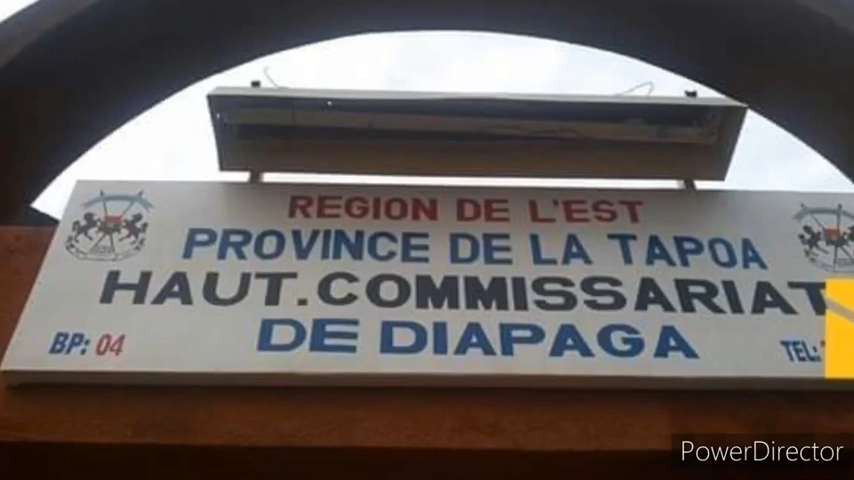 REGION DE L'EST
PROVINCE DE LA TAPOA
HAUT.COMMISSARIAT
DE DIAPAGA
BP: 04
TEL:
PowerDirector